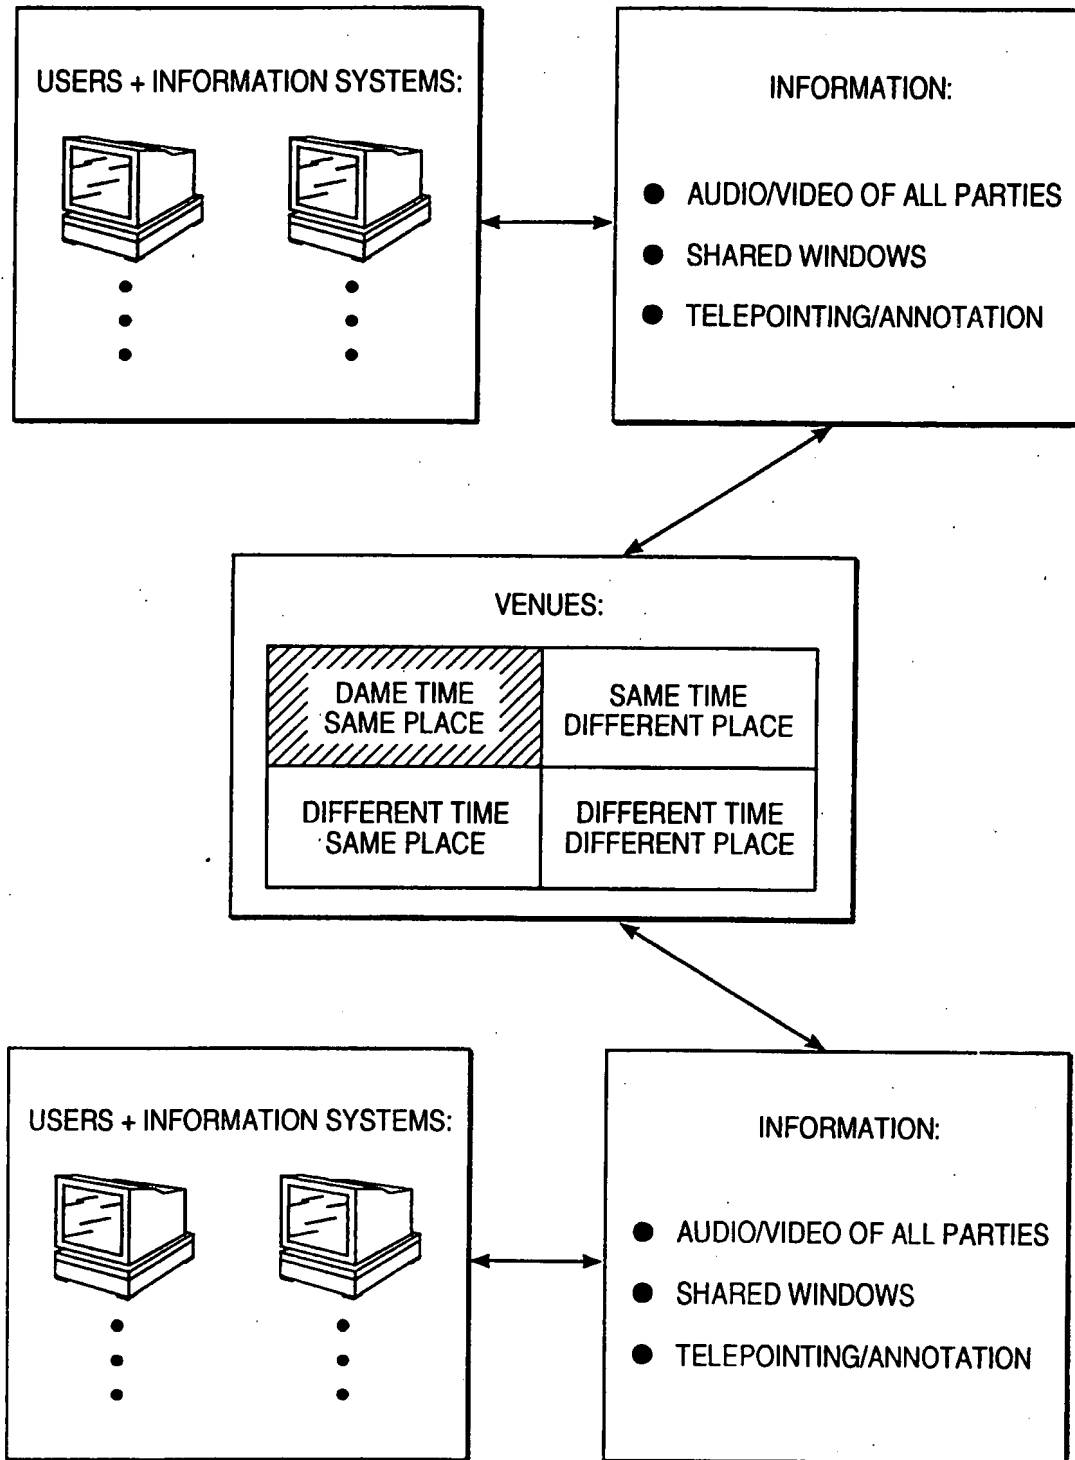 USERS + INFORMATION SYSTEMS:
INFORMATION:
● AUDIO/VIDEO OF ALL PARTIES
● SHARED WINDOWS
● TELEPOINTING/ANNOTATION
VENUES:
DAME TIME
SAME PLACE
SAME TIME
DIFFERENT PLACE
DIFFERENT TIME
SAME PLACE
DIFFERENT TIME
DIFFERENT PLACE
USERS + INFORMATION SYSTEMS:
INFORMATION:
● AUDIO/VIDEO OF ALL PARTIES
● SHARED WINDOWS
● TELEPOINTING/ANNOTATION